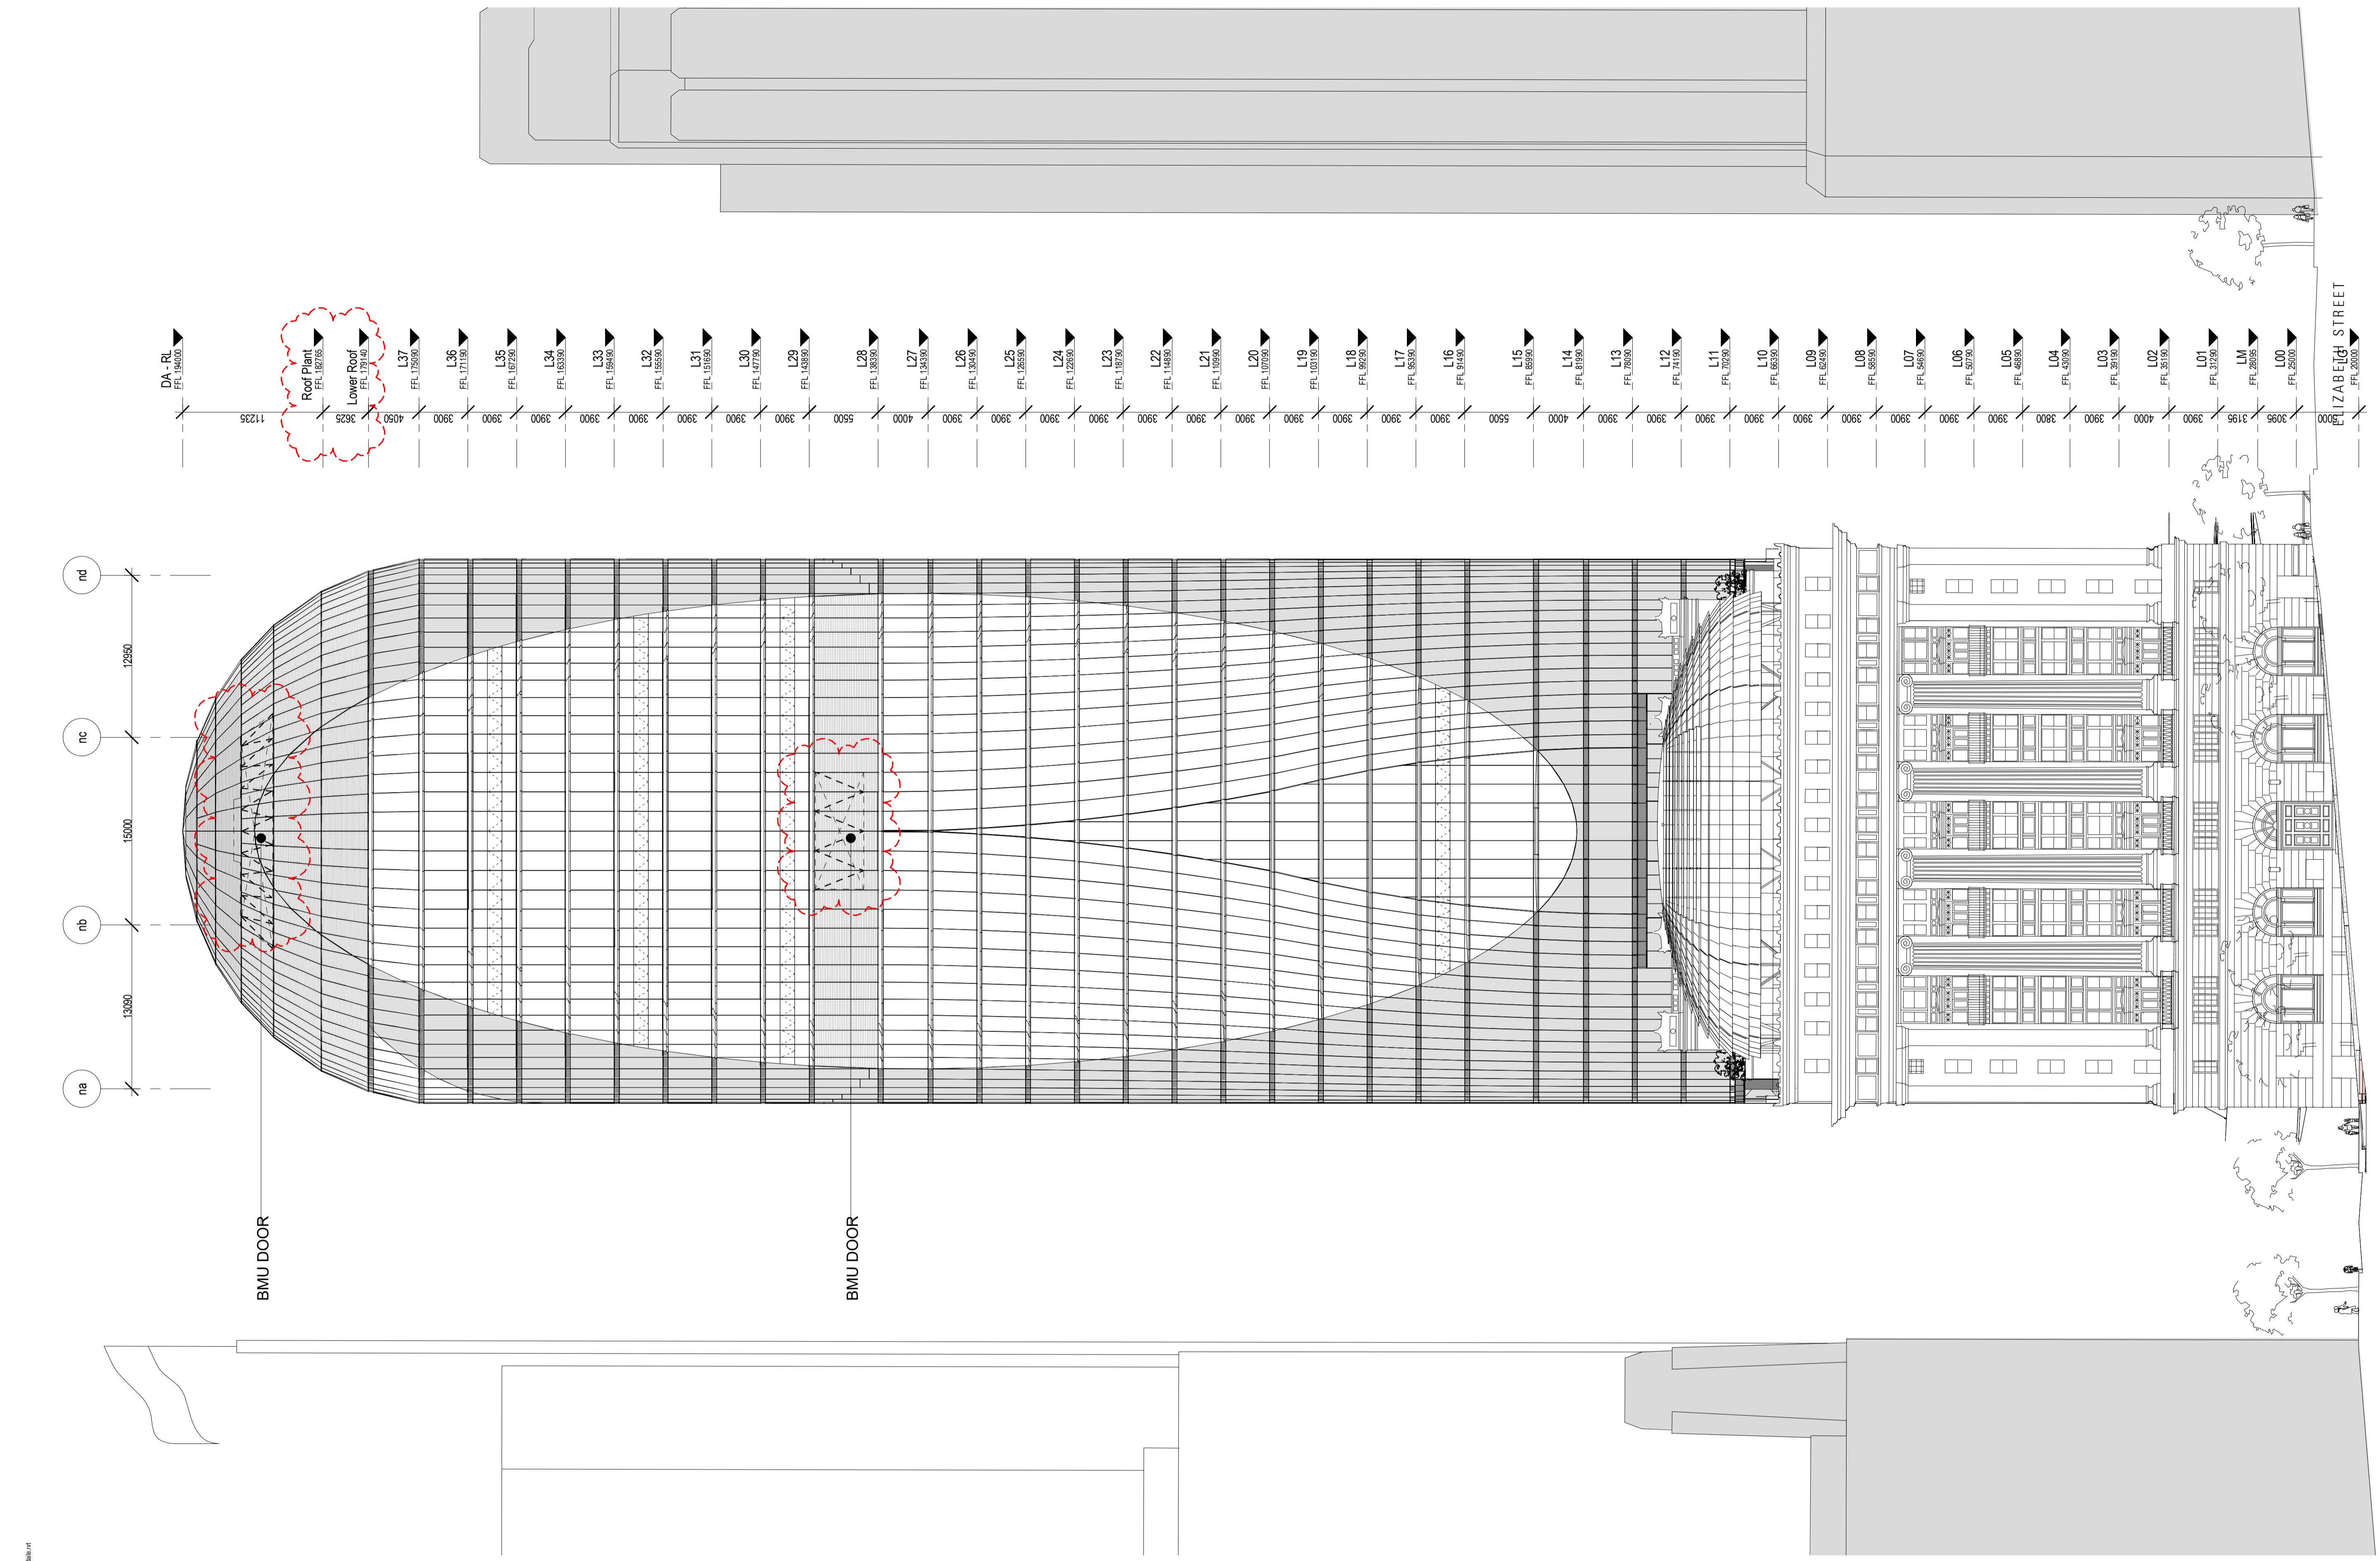 DA - RL
FFL 194000
Roof Plant
FFL 182765
Lower Roof
FFL 179140
L37
FFL 175090
L36
FFL 171190
L35
FFL 167290
L34
FFL 163390
L33
FFL 159490
L32
FFL 155590
L31
FFL 151690
L30
FFL 147790
L29
FFL 143890
L28
FFL 138390
L27
FFL 134390
L26
FFL 130490
L25
FFL 126590
L24
FFL 122690
L23
FFL 118790
L22
FFL 114890
L21
FFL 110990
L20
FFL 107090
L19
FFL 103190
L18
FFL 99290
L17
FFL 95390
L16
FFL 91490
L15
FFL 85990
L14
FFL 81990
L13
FFL 78090
L12
FFL 74190
L11
FFL 70290
L10
FFL 66390
L09
FFL 62490
L08
FFL 58590
L07
FFL 54690
L06
FFL 50790
L05
FFL 46890
L04
FFL 43090
L03
FFL 39190
L02
FFL 35190
L01
FFL 31290
LM
FFL 28095
L00
FFL 25000
LG
FFL 20000
ELIZABETH STREET
11235
3625
4050
3900
3900
3900
3900
3900
3900
3900
3900
5500
4000
3900
3900
3900
3900
3900
3900
3900
3900
3900
3900
3900
5500
4000
3900
3900
3900
3900
3900
3900
3900
3900
3900
3800
3900
4000
3900
3195
3095
5000
na
nb
nc
nd
13090
15000
12950
BMU DOOR
BMU DOOR